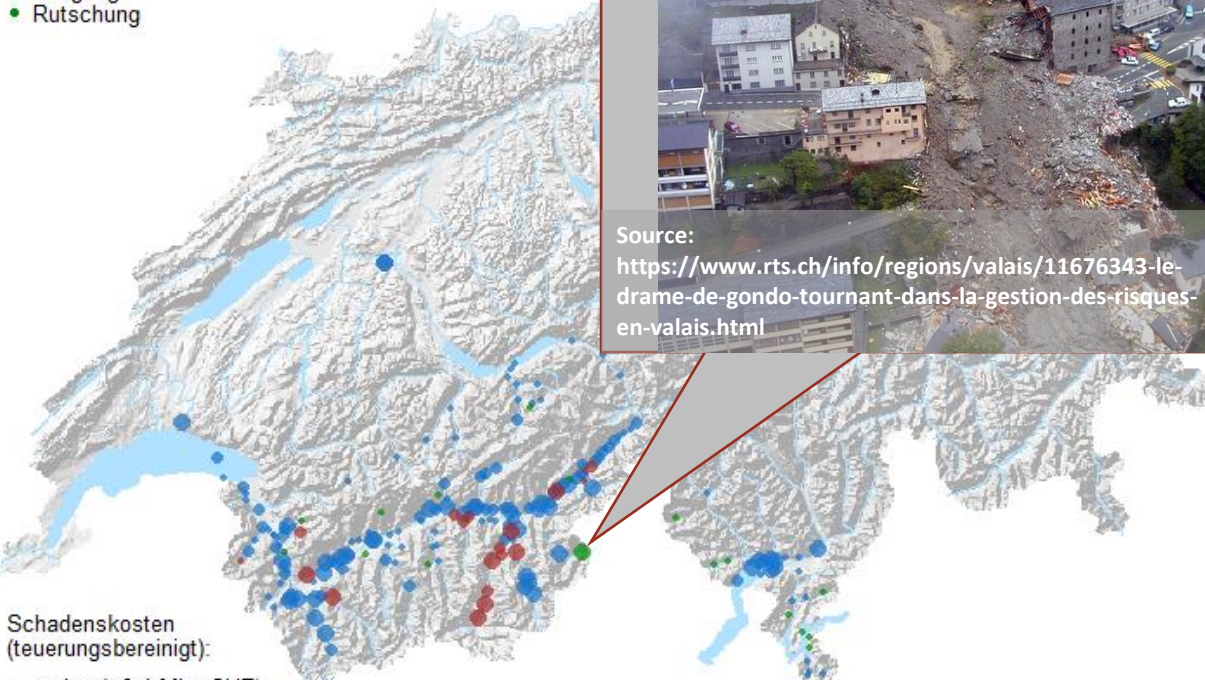 Rutschung
Source:
https://www.rts.ch/info/regions/valais/11676343-le-
drame-de-gondo-tournant-dans-la-gestion-des-risques-
en-valais.html
Schadenskosten
(teuerungsbereinigt):